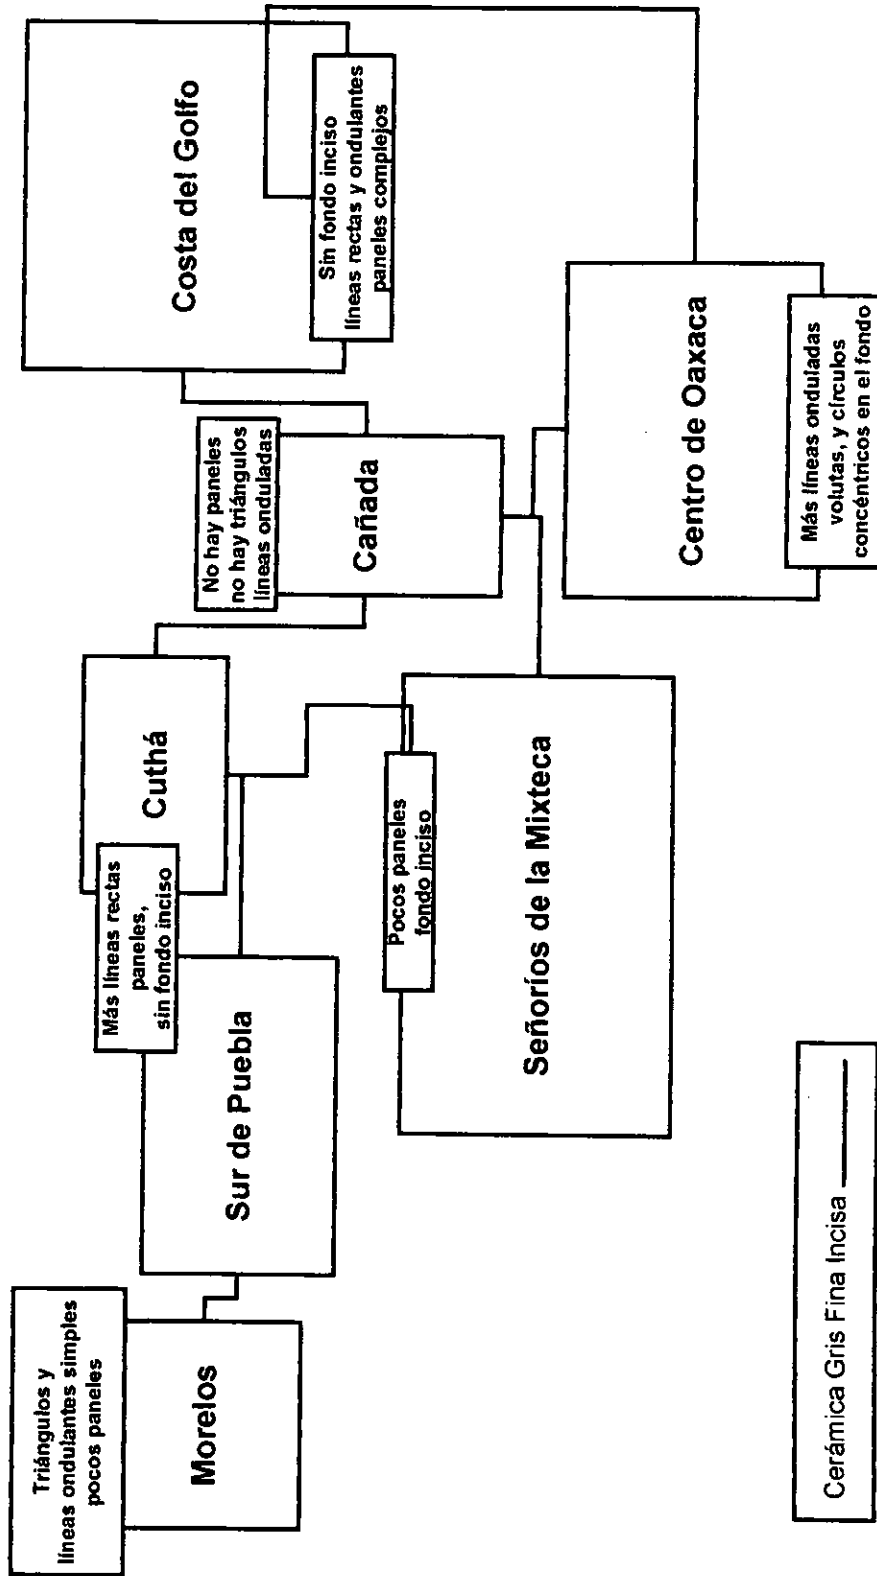 Triángulos y
líneas ondulantes simples
pocos paneles
Morelos
Sur de Puebla
Más líneas rectas
paneles,
sin fondo inciso
Cuthá
No hay paneles
no hay triángulos
líneas onduladas
Cañada
Costa del Golfo
Sin fondo inciso
líneas rectas y ondulantes
paneles complejos
Pocos paneles
fondo inciso
Señoríos de la Mixteca
Centro de Oaxaca
Más líneas onduladas
volutas, y círculos
concéntricos en el fondo
Cerámica Gris Fina Incisa